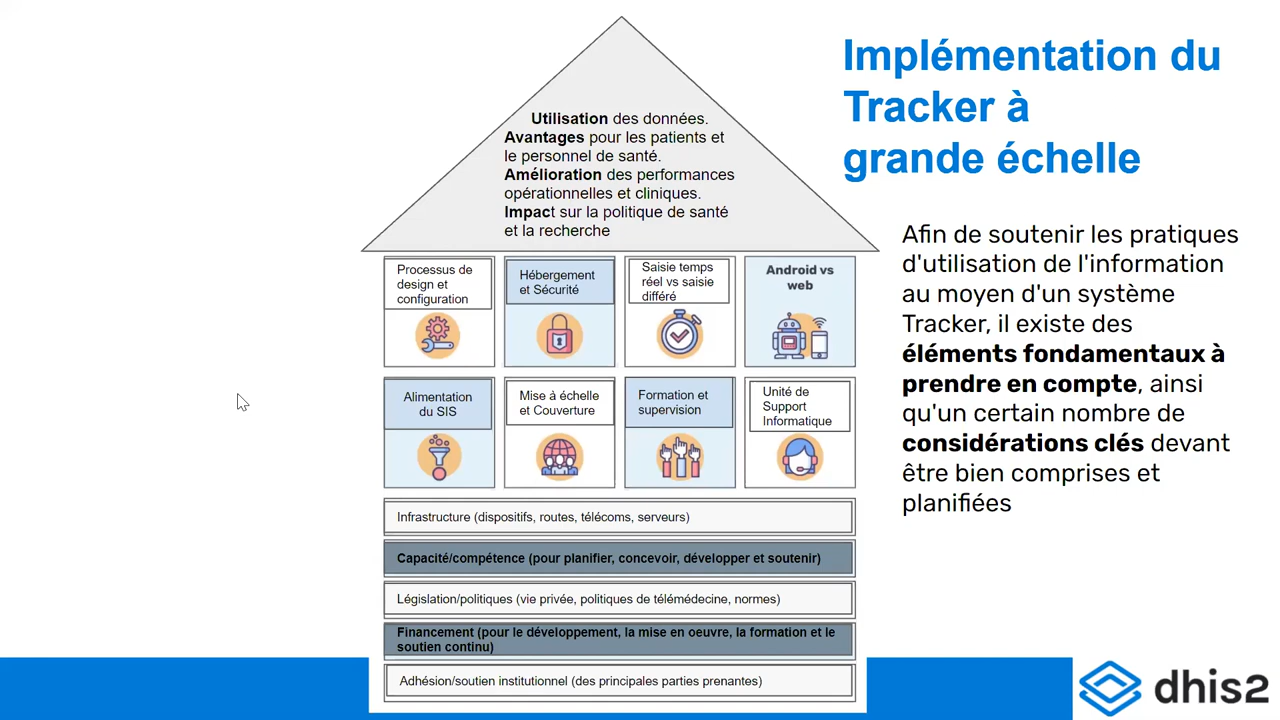 Implémentation du
Tracker à
grande échelle
Utilisation des données.
Avantages pour les patients et
le personnel de santé.
Amélioration des performances
opérationnelles et cliniques.
Impact sur la politique de santé
et la recherche
Afin de soutenir les pratiques
d'utilisation de l'information
au moyen d'un système
Tracker, il existe des
éléments fondamentaux à
prendre en compte, ainsi
qu'un certain nombre de
considérations clés devant
être bien comprises et
planifiées
Processus de
design et
configuration
Hébergement
et Sécurité
Saisie temps
réel vs saisie
différé
Android vs
web
Alimentation
du SIS
Mise à échelle
et Couverture
Formation et
supervision
Unité de
Support
Informatique
Infrastructure (dispositifs, routes, télécoms, serveurs)
Capacité/compétence (pour planifier, concevoir, développer et soutenir)
Législation/politiques (vie privée, politiques de télémédecine, normes)
Financement (pour le développement, la mise en oeuvre, la formation et le
soutien continu)
Adhésion/soutien institutionnel (des principales parties prenantes)
dhis2